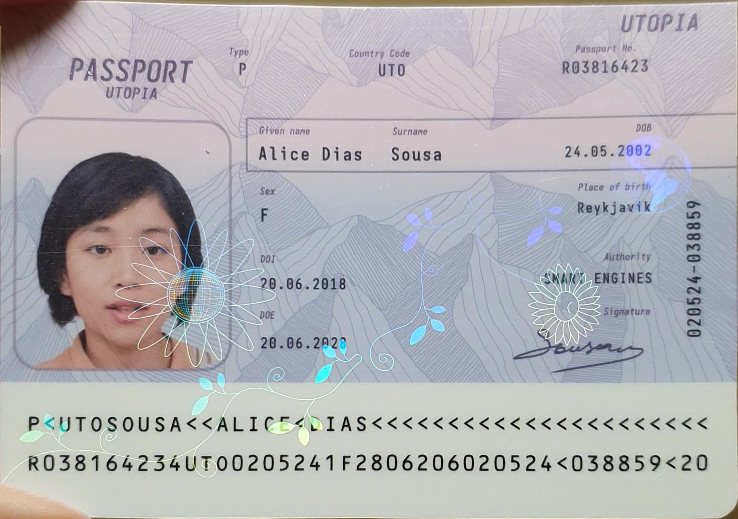 UTOPIA
PASSPORT
UTOPIA
Type
P
Country Code
UTO
Passport No.
R03816423
Given name Surname DOB
Alice Dias Sousa 24.05.2002
Sex
F
Place of birth
Reykjavik
DOI
20.06.2018
Authority
SMART ENGINES
DOE
20.06.2028
Signature
020524-038859
P<UTOSOUSA<<ALICE<DIAS<<<<<<<<<<<<<<<<<<<<<<
R038164234UTO0205241F2806206020524<038859<20